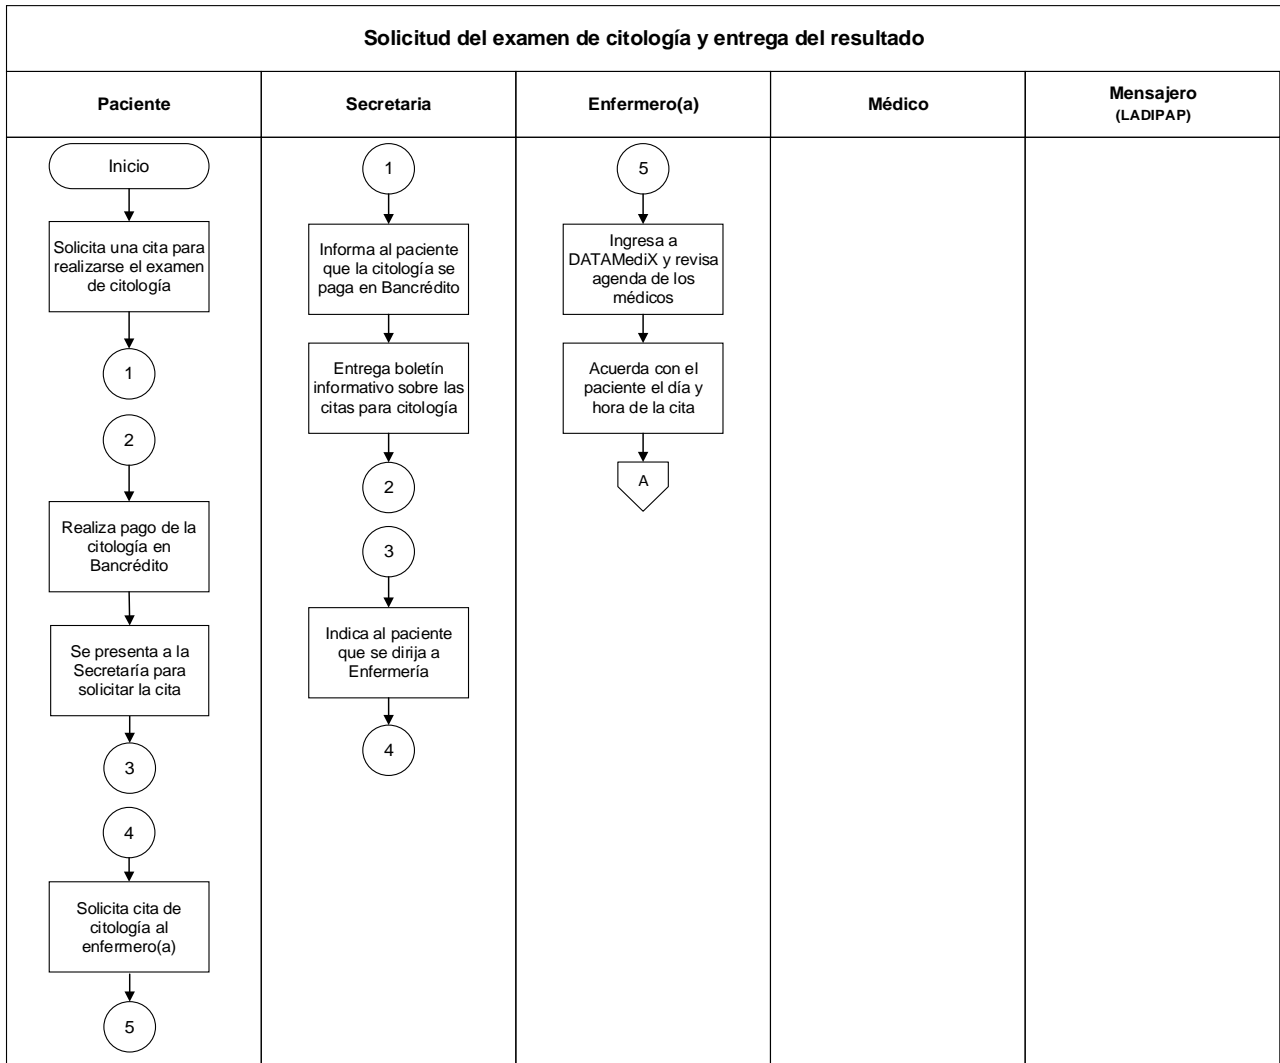 Solicitud del examen de citología y entrega del resultado
Paciente
Secretaria
Enfermero(a)
Médico
Mensajero
(LADIPAP)
Inicio
Solicita una cita para
realizarse el examen
de citología
1
2
Realiza pago de la
citología en
Bancrédito
Se presenta a la
Secretaría para
solicitar la cita
3
4
Solicita cita de
citología al
enfermero(a)
5
1
Informa al paciente
que la citología se
paga en Bancrédito
Entrega boletín
informativo sobre las
citas para citología
2
3
Indica al paciente
que se dirija a
Enfermería
4
5
Ingresa a
DATAMediX y revisa
agenda de los
médicos
Acuerda con el
paciente el día y
hora de la cita
A